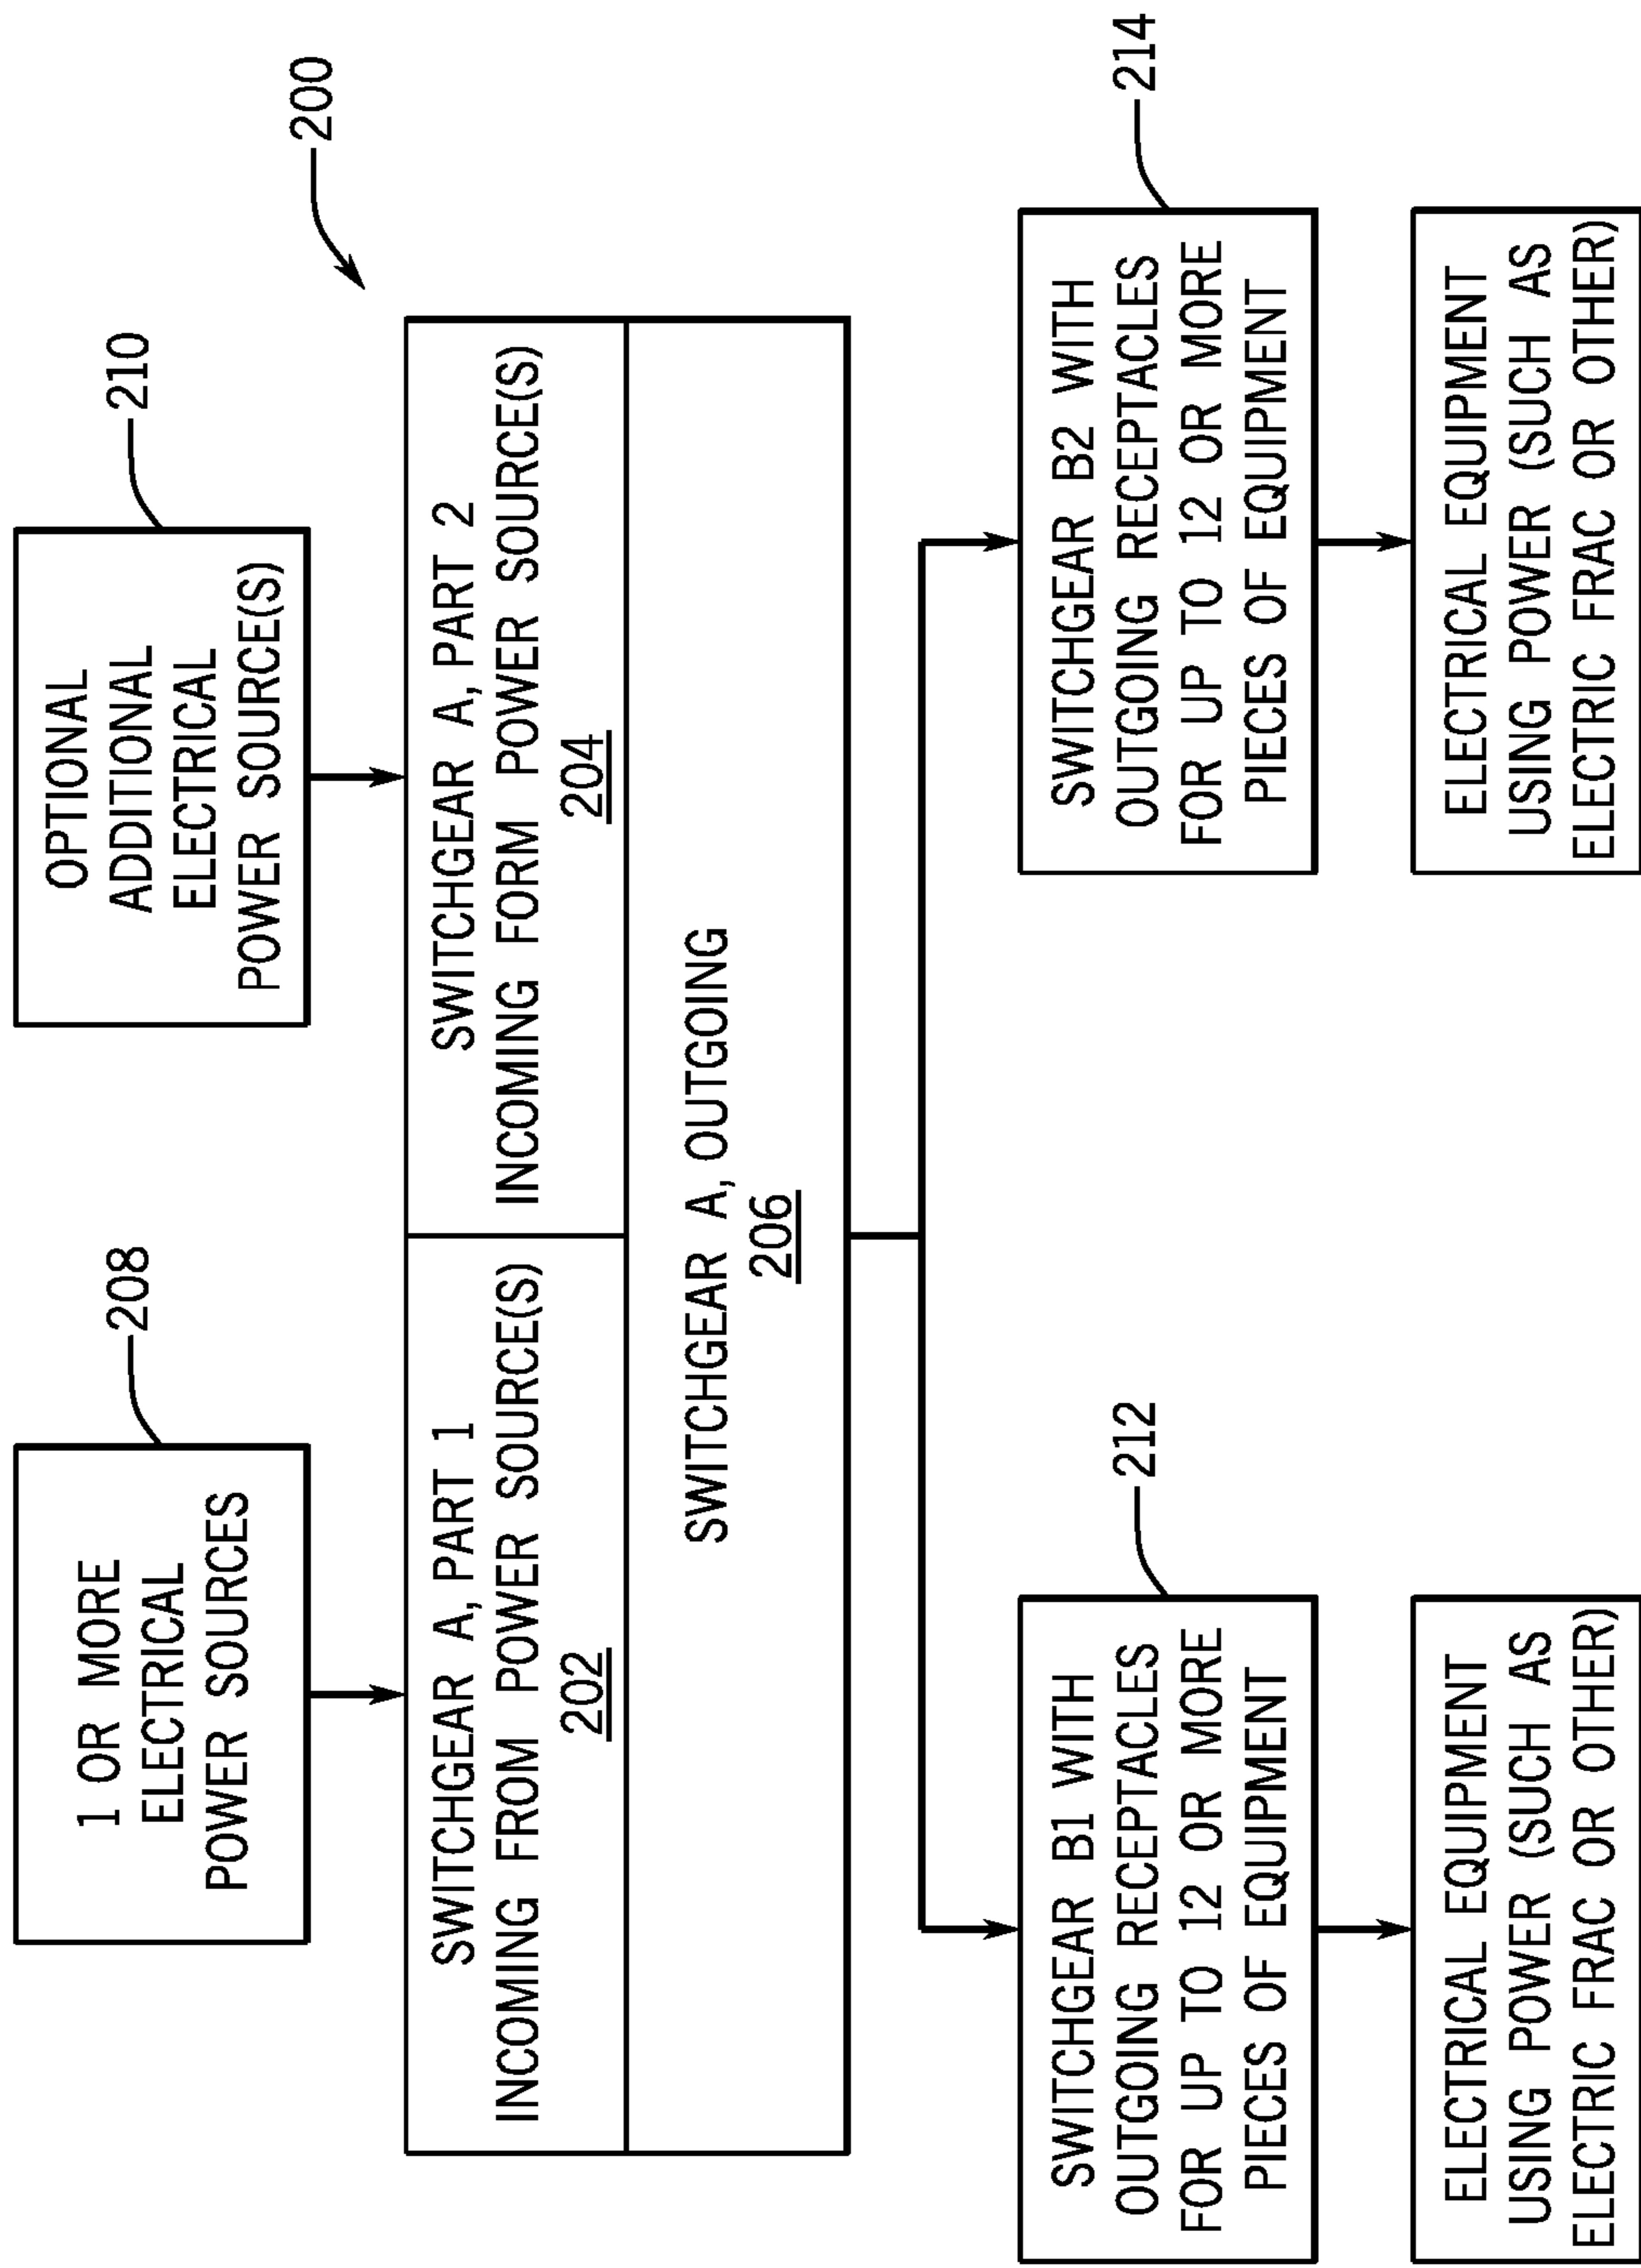 200
208
1 OR MORE
ELECTRICAL
POWER SOURCES
210
OPTIONAL
ADDITIONAL
ELECTRICAL
POWER SOURCE(S)
SWITCHGEAR A, PART 1
INCOMING FROM POWER SOURCE(S)
202
SWITCHGEAR A, PART 2
INCOMING FORM POWER SOURCE(S)
204
SWITCHGEAR A, OUTGOING
206
212
SWITCHGEAR B1 WITH
OUTGOING RECEPTACLES
FOR UP TO 12 OR MORE
PIECES OF EQUIPMENT
214
SWITCHGEAR B2 WITH
OUTGOING RECEPTACLES
FOR UP TO 12 OR MORE
PIECES OF EQUIPMENT
ELECTRICAL EQUIPMENT
USING POWER (SUCH AS
ELECTRIC FRAC OR OTHER)
ELECTRICAL EQUIPMENT
USING POWER (SUCH AS
ELECTRIC FRAC OR OTHER)